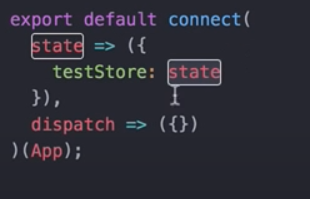 export default connect(
  state => ({
    testStore: state
  }),
  dispatch => ({})
)(App);